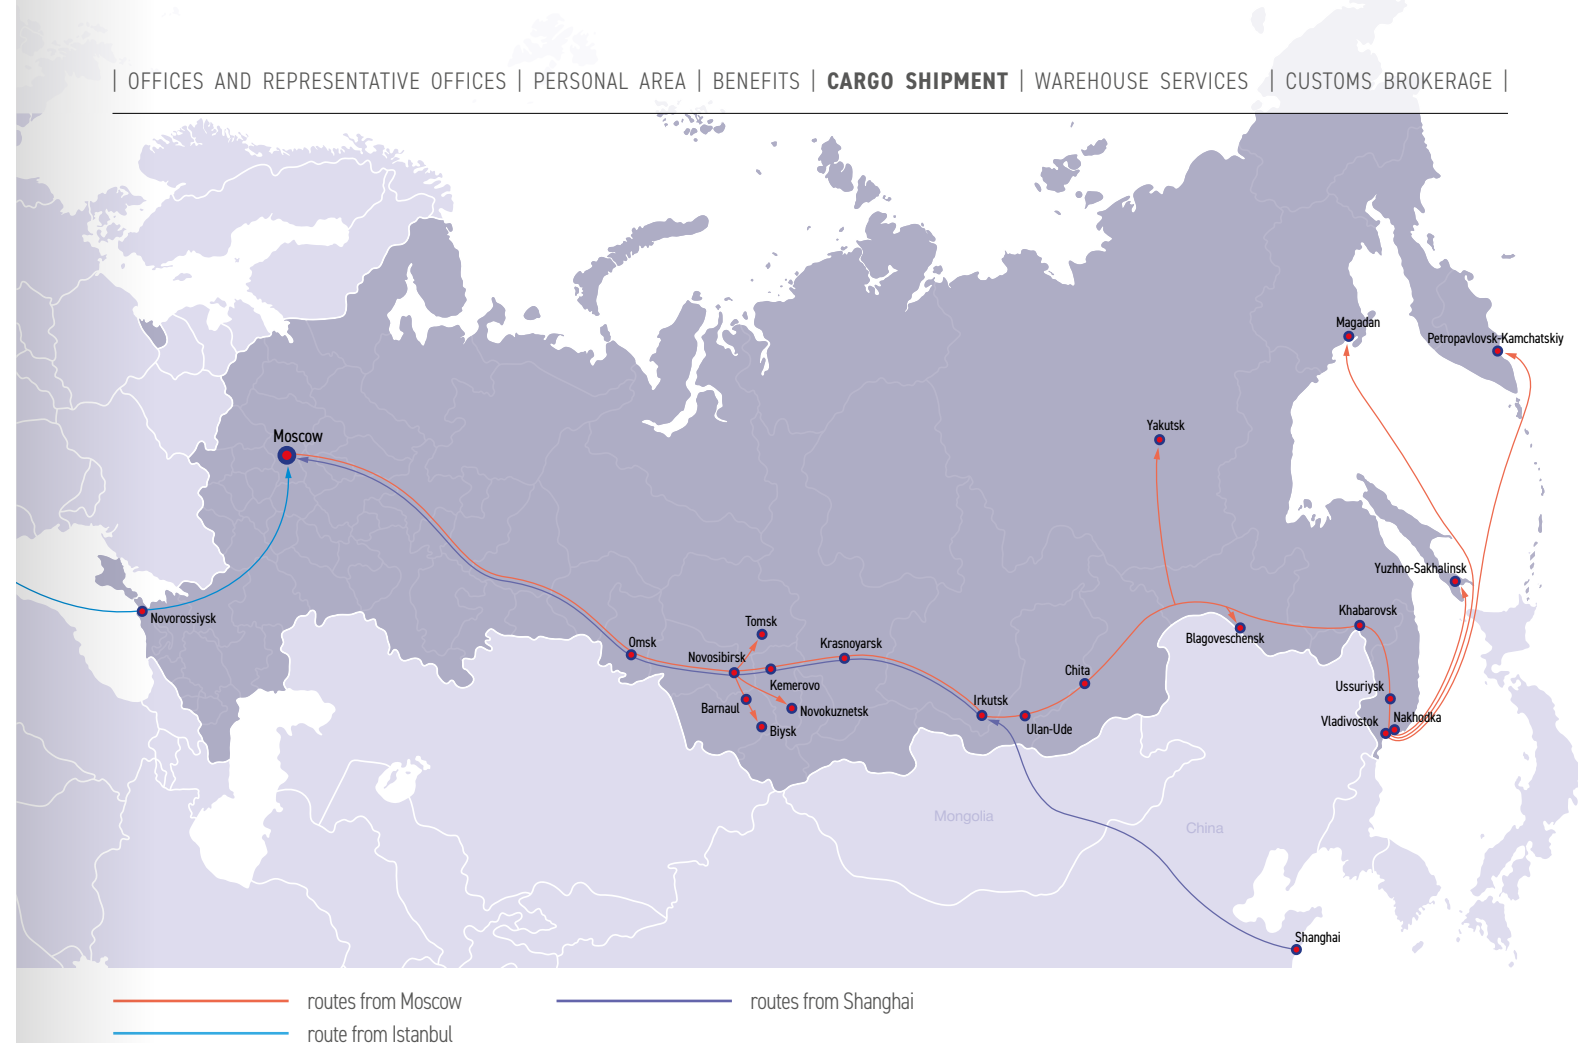 | OFFICES AND REPRESENTATIVE OFFICES | PERSONAL AREA | BENEFITS | CARGO SHIPMENT | WAREHOUSE SERVICES | CUSTOMS BROKERAGE |
Magadan
Petropavlovsk-Kamchatskiy
Yakutsk
Moscow
Yuzhno-Sakhalinsk
Khabarovsk
Novorossiysk
Tomsk
Blagoveschensk
Omsk
Krasnoyarsk
Novosibirsk
Chita
Kemerovo
Ussuriysk
Irkutsk
Barnaul
Novokuznetsk
Nakhodka
Vladivostok
Ulan-Ude
Biysk
Mongolia
China
Shanghai
routes from Moscow
routes from Shanghai
route from Istanbul